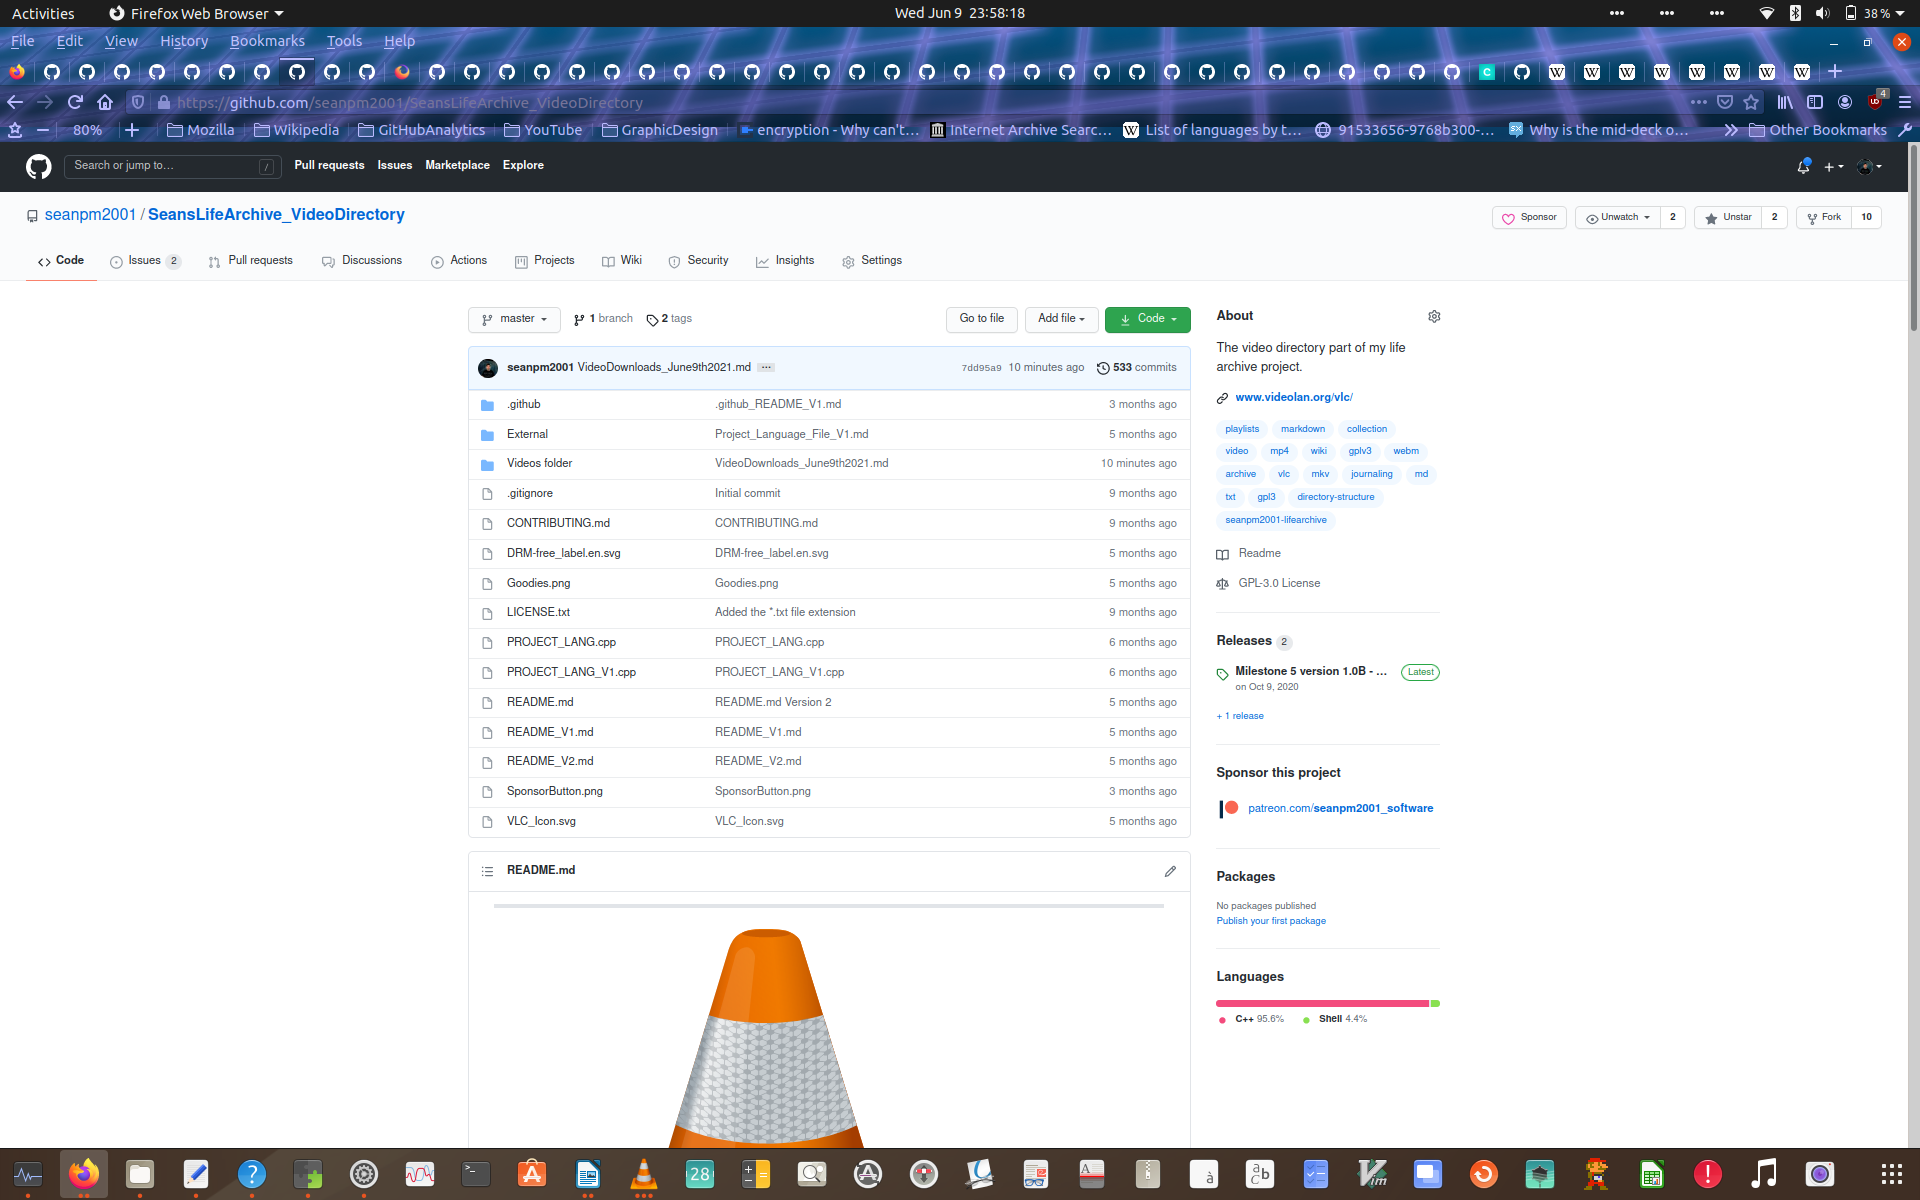 Activities Firefox Web Browser Wed Jun 9 23:58:18 38%
File Edit View History Bookmarks Tools Help
https://github.com/seanpm2001/SeansLifeArchive_VideoDirectory 4
80% Mozilla Wikipedia GitHubAnalytics YouTube GraphicDesign encryption - Why can't... Internet Archive Searc... List of languages by t... 91533656-9768b300-... Why is the mid-deck o... Other Bookmarks
Search or jump to... / Pull requests Issues Marketplace Explore
seanpm2001 / SeansLifeArchive_VideoDirectory Sponsor Unwatch 2 Unstar 2 Fork 10
Code Issues 2 Pull requests Discussions Actions Projects Wiki Security Insights Settings
master 1 branch 2 tags Go to file Add file Code
seanpm2001 VideoDownloads_June9th2021.md ... 7dd95a9 10 minutes ago 533 commits
.github .github_README_V1.md 3 months ago
External Project_Language_File_V1.md 5 months ago
Videos folder VideoDownloads_June9th2021.md 10 minutes ago
.gitignore Initial commit 9 months ago
CONTRIBUTING.md CONTRIBUTING.md 9 months ago
DRM-free_label.en.svg DRM-free_label.en.svg 5 months ago
Goodies.png Goodies.png 5 months ago
LICENSE.txt Added the *.txt file extension 9 months ago
PROJECT_LANG.cpp PROJECT_LANG.cpp 6 months ago
PROJECT_LANG_V1.cpp PROJECT_LANG_V1.cpp 6 months ago
README.md README.md Version 2 5 months ago
README_V1.md README_V1.md 5 months ago
README_V2.md README_V2.md 5 months ago
SponsorButton.png SponsorButton.png 3 months ago
VLC_Icon.svg VLC_Icon.svg 5 months ago
README.md
About
The video directory part of my life
archive project.
www.videolan.org/vlc/
playlists markdown collection
video mp4 wiki gplv3 webm
archive vlc mkv journaling md
txt gpl3 directory-structure
seanpm2001-lifearchive
Readme
GPL-3.0 License
Releases 2
Milestone 5 version 1.0B - ... Latest
on Oct 9, 2020
+ 1 release
Sponsor this project
patreon.com/seanpm2001_software
Packages
No packages published
Publish your first package
Languages
C++ 95.6% Shell 4.4%
28